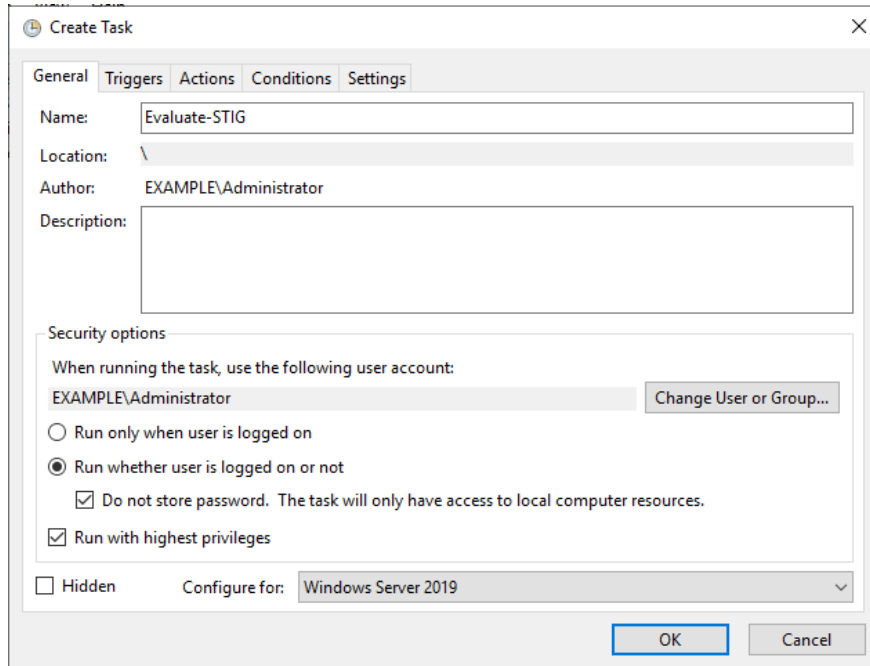 Create Task
General Triggers Actions Conditions Settings
Name: Evaluate-STIG
Location: \
Author: EXAMPLE\Administrator
Description:
Security options
When running the task, use the following user account:
EXAMPLE\Administrator Change User or Group...
Run only when user is logged on
Run whether user is logged on or not
Do not store password. The task will only have access to local computer resources.
Run with highest privileges
Hidden Configure for: Windows Server 2019
OK Cancel